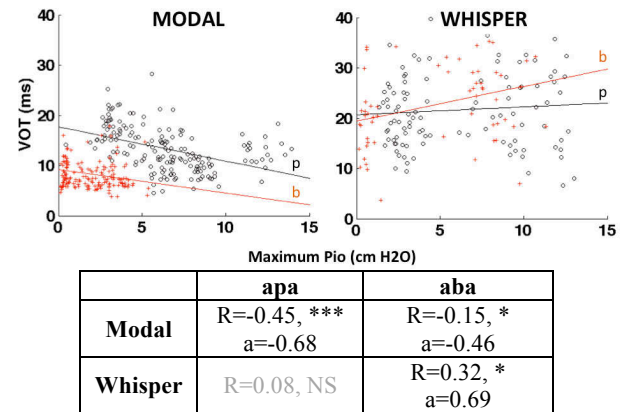 MODAL
WHISPER
VOT (ms)
40
30
20
10
0
p
b
0
5
10
15
40
30
20
10
0
b
p
0
5
10
15
Maximum Pio (cm H2O)
apa aba
Modal R=-0.45, *** R=-0.15, *
a=-0.68 a=-0.46
Whisper R=0.08, NS R=0.32, *
a=0.69